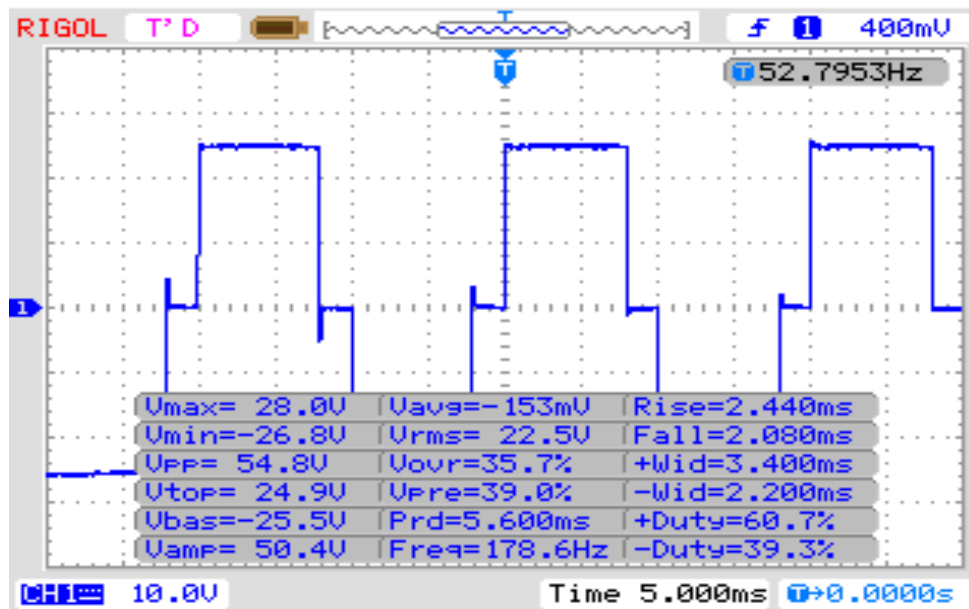 RIGOL T'D 1 400mV
T
T 52.7953Hz
1
Vmax= 28.0V Vavg=-153mV Rise=2.440ms
Vmin=-26.8V Vrms= 22.5V Fall=2.080ms
Vpp= 54.8V Vovr=35.7% +Wid=3.400ms
Vtop= 24.9V Vpre=39.0% -Wid=2.200ms
Vbas=-25.5V Prd=5.600ms +Duty=60.7%
Vamp= 50.4V Freq=178.6Hz -Duty=39.3%
CH1 10.0V Time 5.000ms T→0.0000s